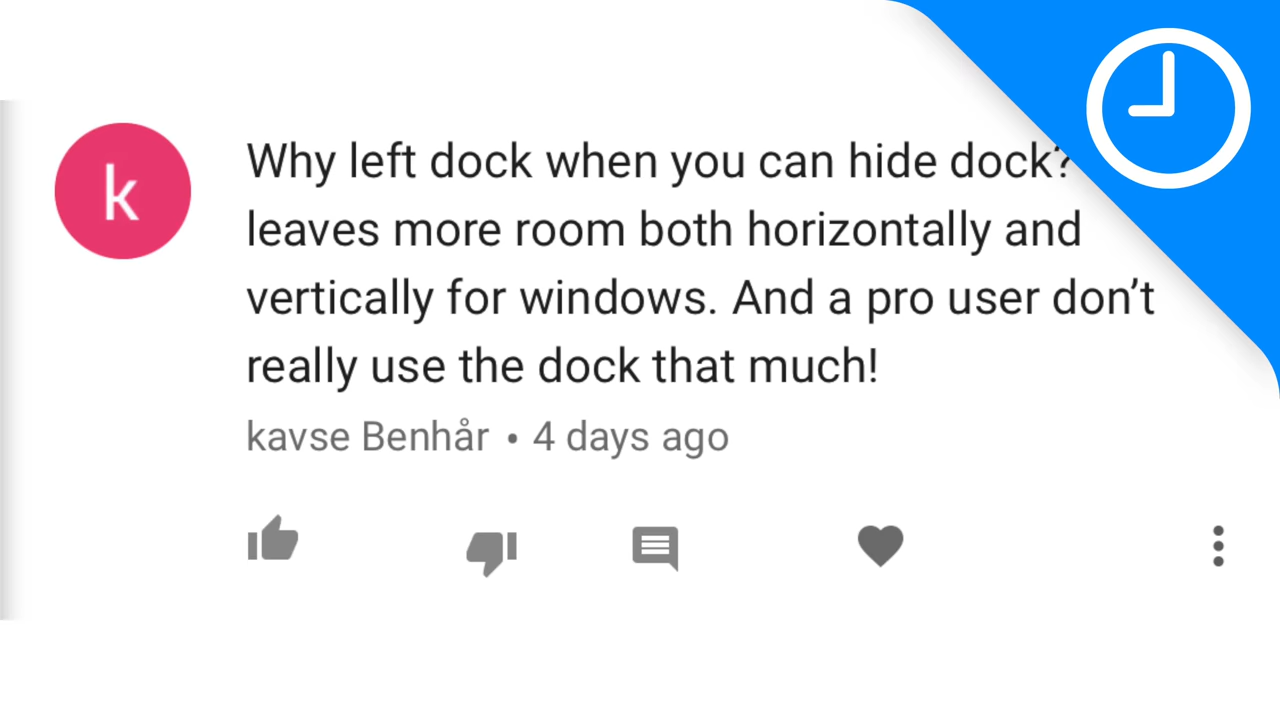 k
Why left dock when you can hide dock?
leaves more room both horizontally and
vertically for windows. And a pro user don’t
really use the dock that much!
kavse Benhår • 4 days ago